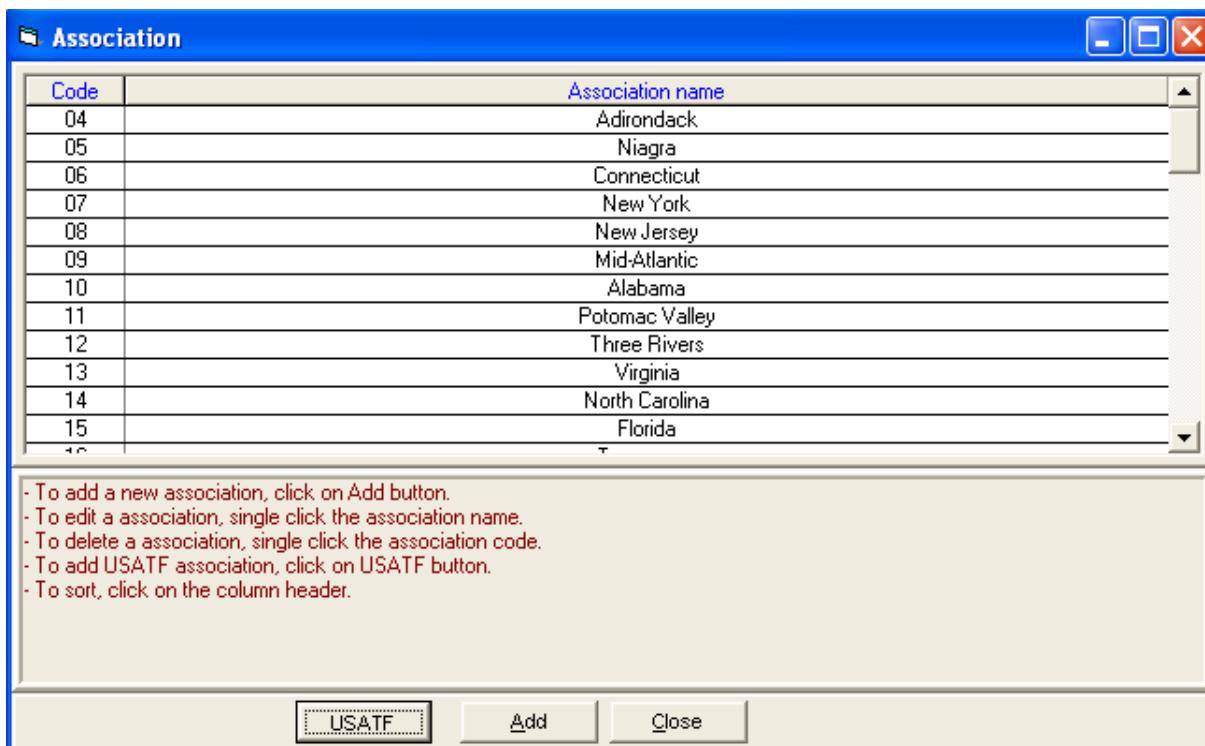 Association
Code Association name
04 Adirondack
05 Niagra
06 Connecticut
07 New York
08 New Jersey
09 Mid-Atlantic
10 Alabama
11 Potomac Valley
12 Three Rivers
13 Virginia
14 North Carolina
15 Florida
- To add a new association, click on Add button.
- To edit a association, single click the association name.
- To delete a association, single click the association code.
- To add USATF association, click on USATF button.
- To sort, click on the column header.
USATF Add Close